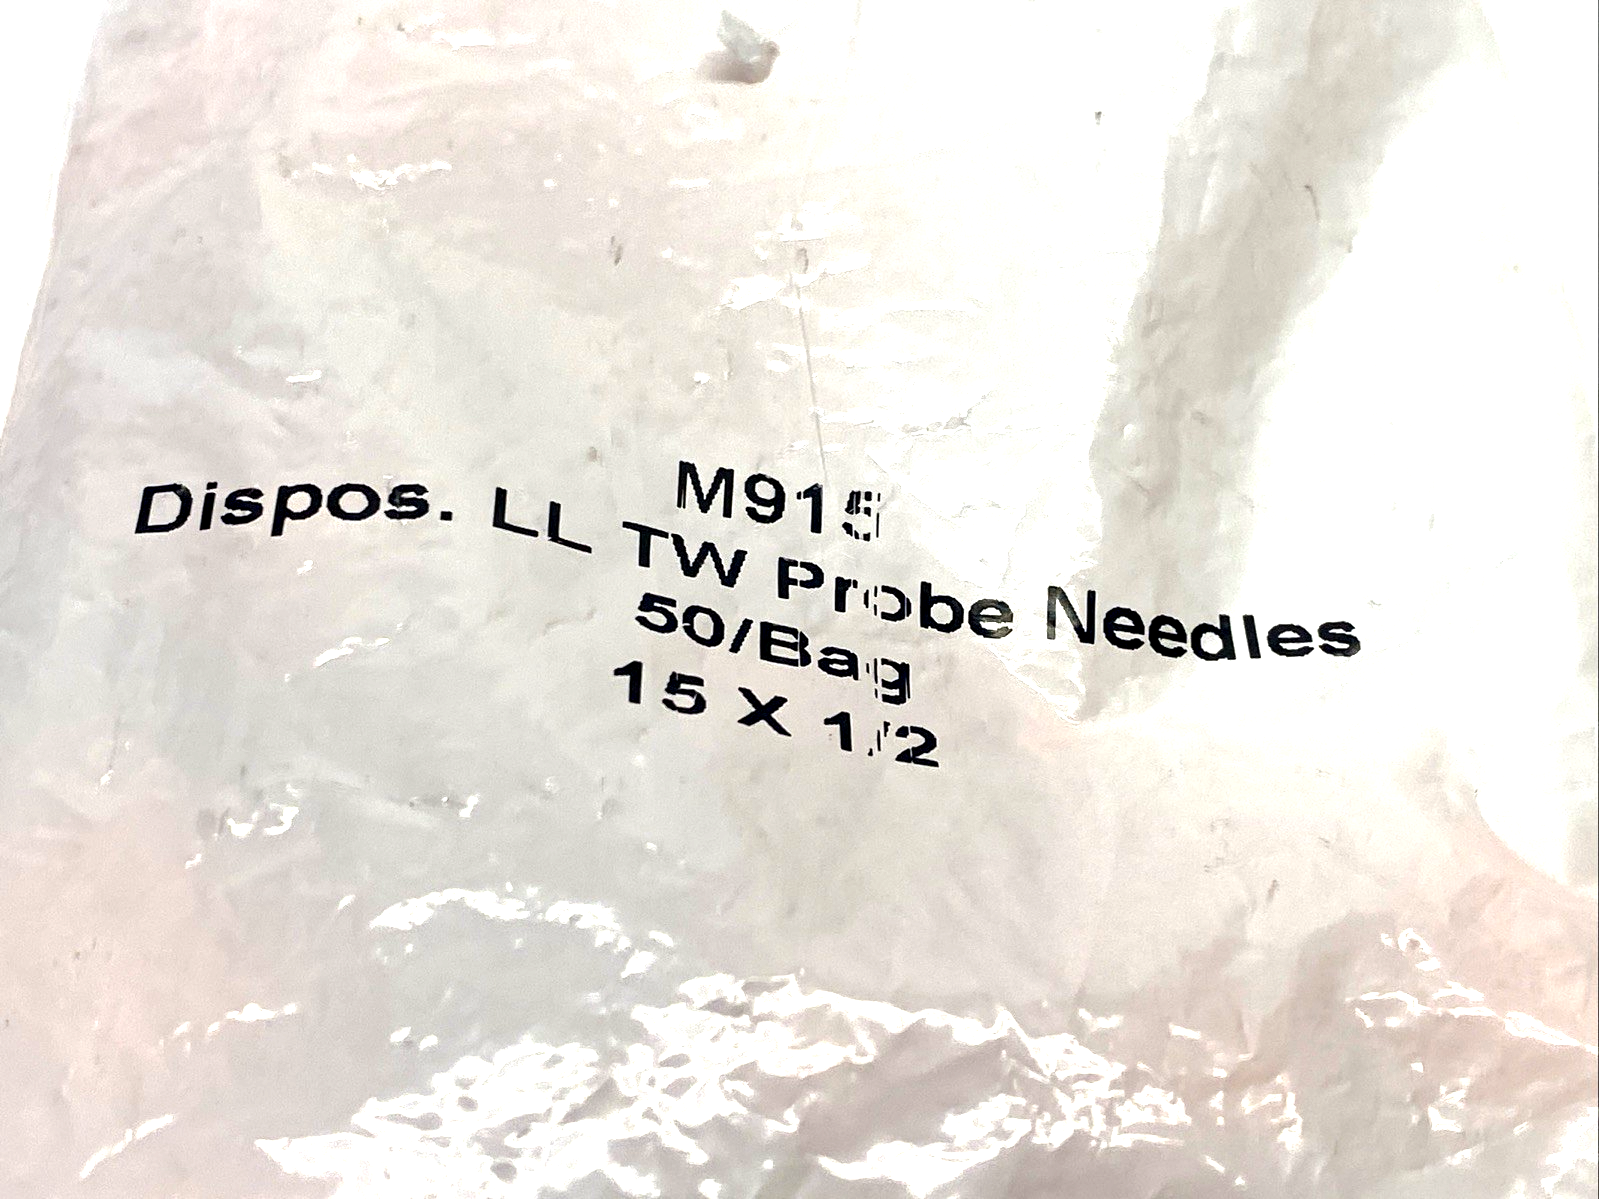 M915
Dispos. LL TW Probe Needles
50/Bag
15 X 1/2